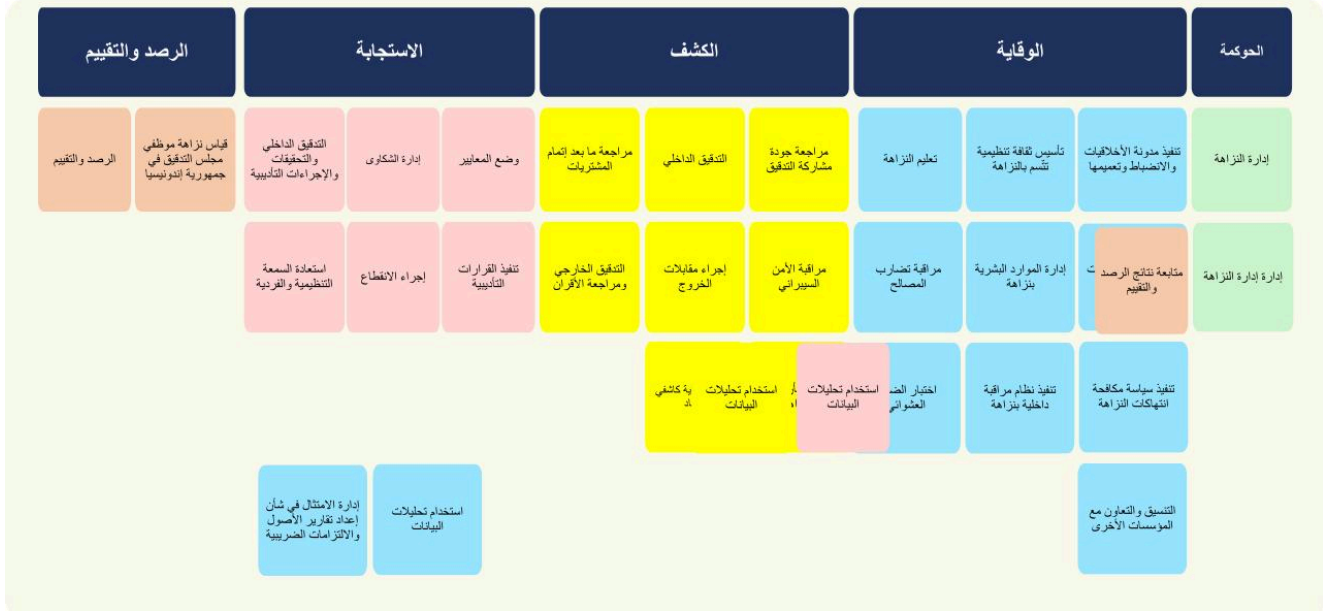 الحوكمة
الوقاية
الكشف
الاستجابة
الرصد والتقييم
إدارة النزاهة
تنفيذ مدونة الأخلاقيات
والانضباط وتعميمها
تأسيس ثقافة تنظيمية
تتّسم بالنزاهة
تعليم النزاهة
مراجعة جودة
مشاركة التدقيق
التدقيق الداخلي
مراجعة ما بعد إتمام
المشتريات
وضع المعايير
إدارة الشكاوى
التدقيق الداخلي
والتحقيقات
والإجراءات التأديبية
قياس نزاهة موظفي
مجلس التدقيق في
جمهورية إندونيسيا
الرصد والتقييم
إدارة إدارة النزاهة
متابعة نتائج الرصد
والتقييم
إدارة الموارد البشرية
بنزاهة
مراقبة تضارب
المصالح
مراقبة الأمن
السيبراني
إجراء مقابلات
الخروج
التدقيق الخارجي
ومراجعة الأقران
تنفيذ القرارات
التأديبية
إجراء الانقطاع
استعادة السمعة
التنظيمية والفردية
تنفيذ سياسة مكافحة
انتهاكات النزاهة
تنفيذ نظام مراقبة
داخلية بنزاهة
اختبار
العشوائي
استخدام تحليلات
البيانات
استخدام تحليلات
البيانات
كاشفي
التنسيق والتعاون مع
المؤسسات الأخرى
استخدام تحليلات
البيانات
إدارة الامتثال في شأن
إعداد تقارير الأصول
والالتزامات الضريبية